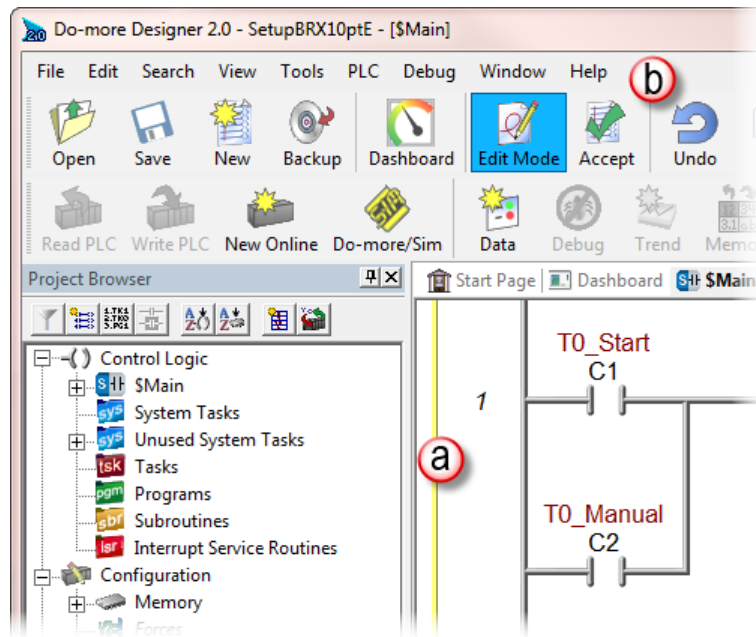 Do-more Designer 2.0 - SetupBRX10ptE - [$Main]
File Edit Search View Tools PLC Debug Window Help
b
Open Save New Backup Dashboard Edit Mode Accept Undo
Read PLC Write PLC New Online Do-more/Sim Data Debug Trend Memo
Project Browser
Start Page Dashboard $Main
Control Logic
$Main
System Tasks
Unused System Tasks
Tasks
Programs
Subroutines
Interrupt Service Routines
Configuration
Memory
Forces
T0_Start
C1
1
a
T0_Manual
C2